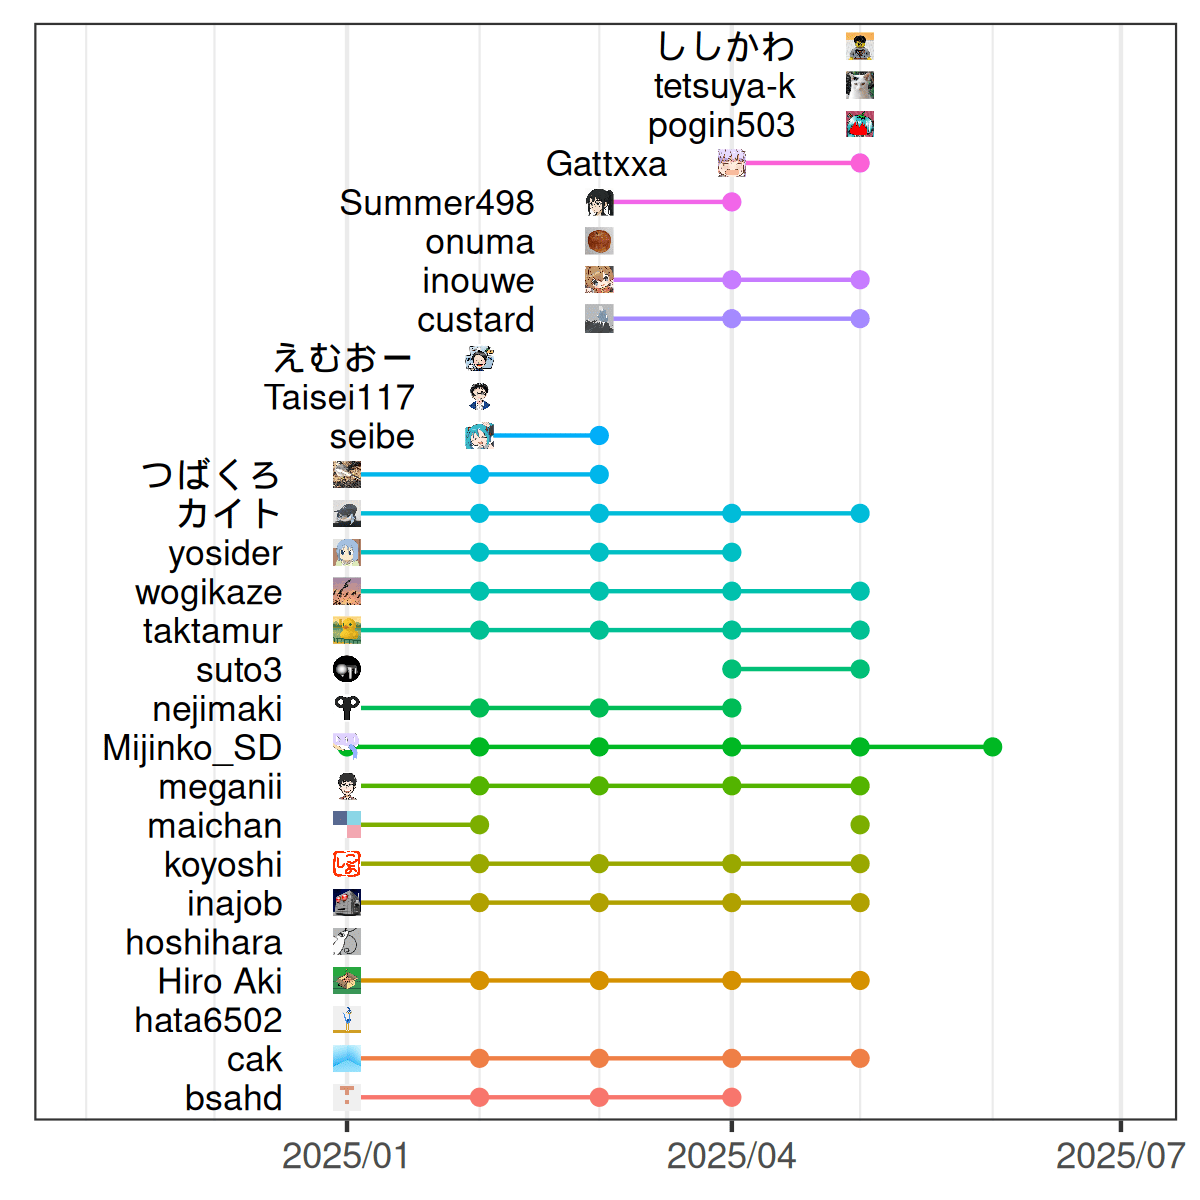 ししかわ
tetsuya-k
pogin503
Gattxxa
Summer498
onuma
inouwe
custard
えむおー
Taisei117
seibe
つばくろ
カイト
yosider
wogikaze
taktamur
suto3
nejimaki
Mijinko_SD
meganii
maichan
koyoshi
inajob
hoshihara
Hiro Aki
hata6502
cak
bsahd
2025/01 2025/04 2025/07